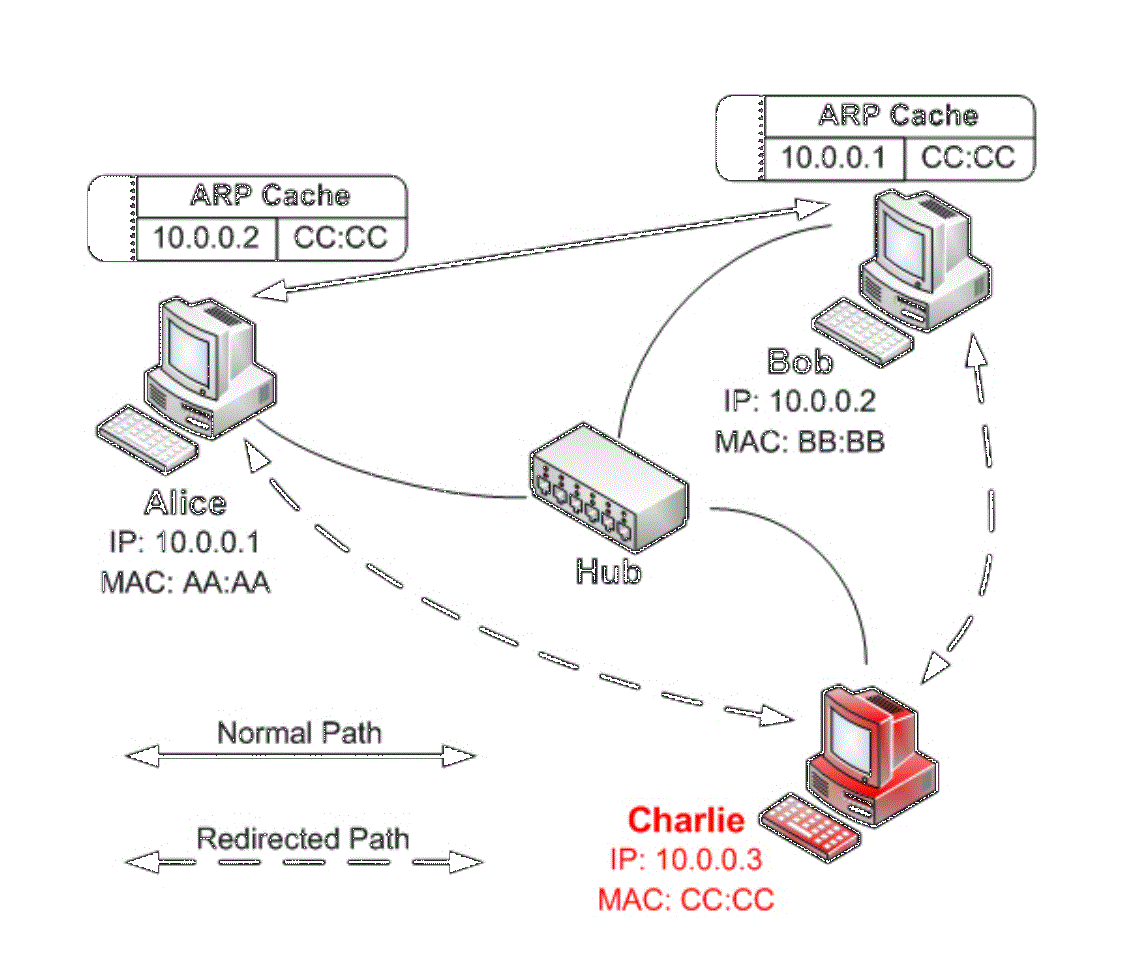 ARP Cache
10.0.0.1 CC:CC
ARP Cache
10.0.0.2 CC:CC
Bob
IP: 10.0.0.2
MAC: BB:BB
Alice
IP: 10.0.0.1
MAC: AA:AA
Hub
Normal Path
Redirected Path
Charlie
IP: 10.0.0.3
MAC: CC:CC